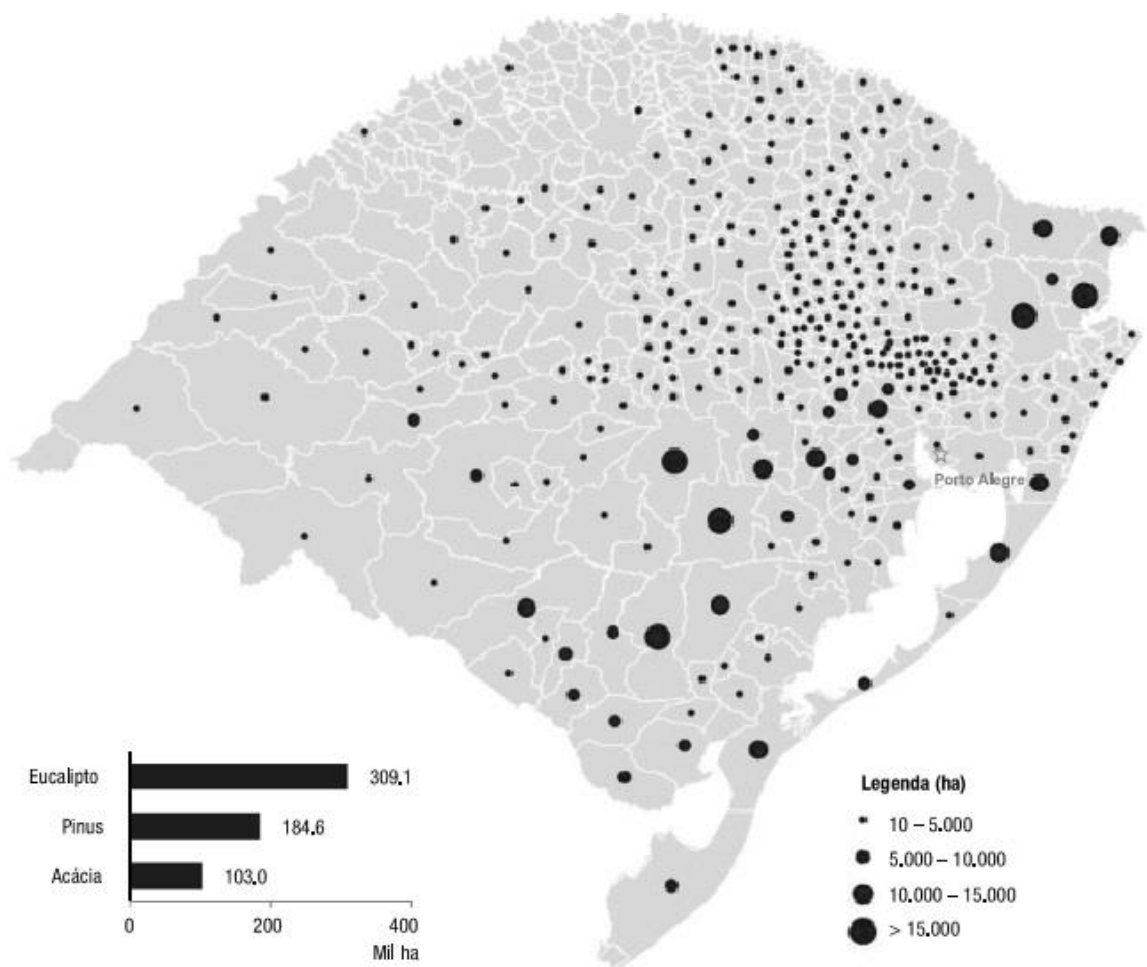 Porto Alegre
Eucalipto 309.1
Pinus 184.6
Acácia 103.0
0 200 400
Mil ha
Legenda (ha)
10 – 5.000
5.000 – 10.000
10.000 – 15.000
> 15.000